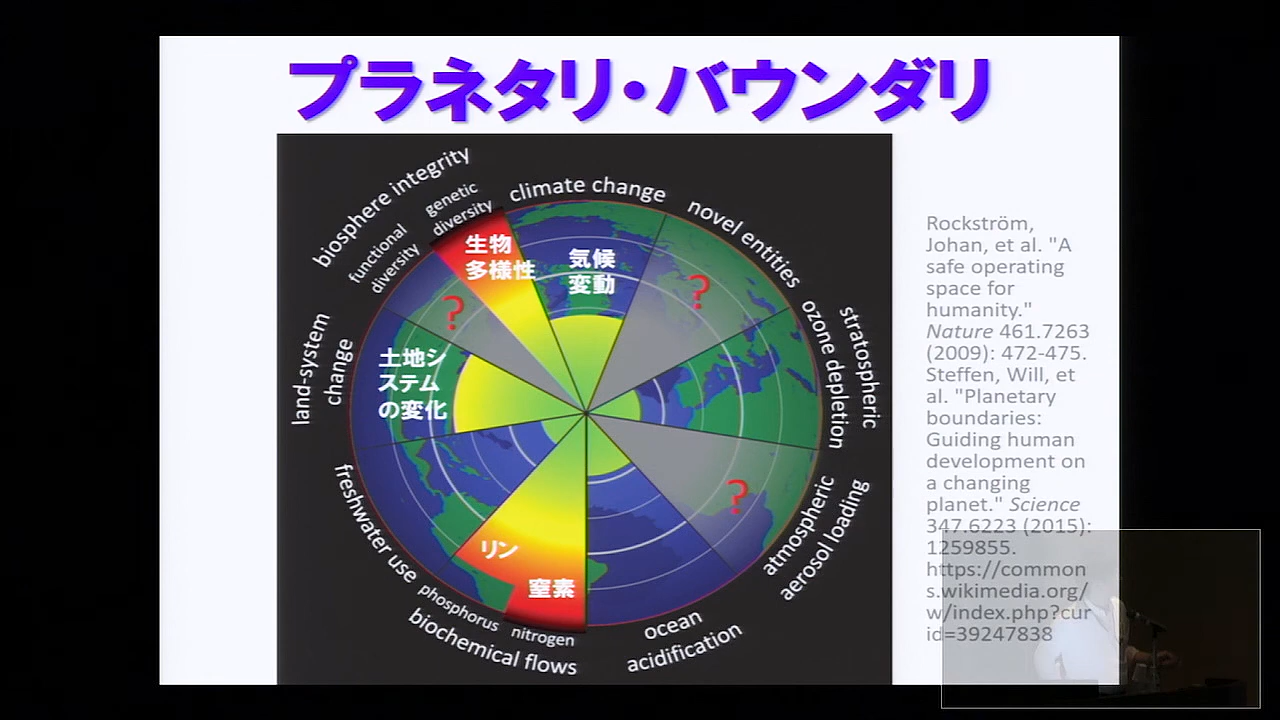 プラネタリ・バウンダリ
biosphere integrity
genetic
diversity
functional
diversity
climate change
novel entities
stratospheric
ozone depletion
atmospheric
aerosol loading
ocean
acidification
biochemical flows
phosphorus
nitrogen
freshwater use
land-system
change
生物
多様性
気候
変動
?
?
?
土地シ
ステム
の変化
リン
窒素
Rockström,
Johan, et al. "A
safe operating
space for
humanity."
Nature 461.7263
(2009): 472-475.
Steffen, Will, et
al. "Planetary
boundaries:
Guiding human
development on
a changing
planet." Science
347.6223 (2015):
1259855.
https://common
s.wikimedia.org/
w/index.php?cur
id=39247838